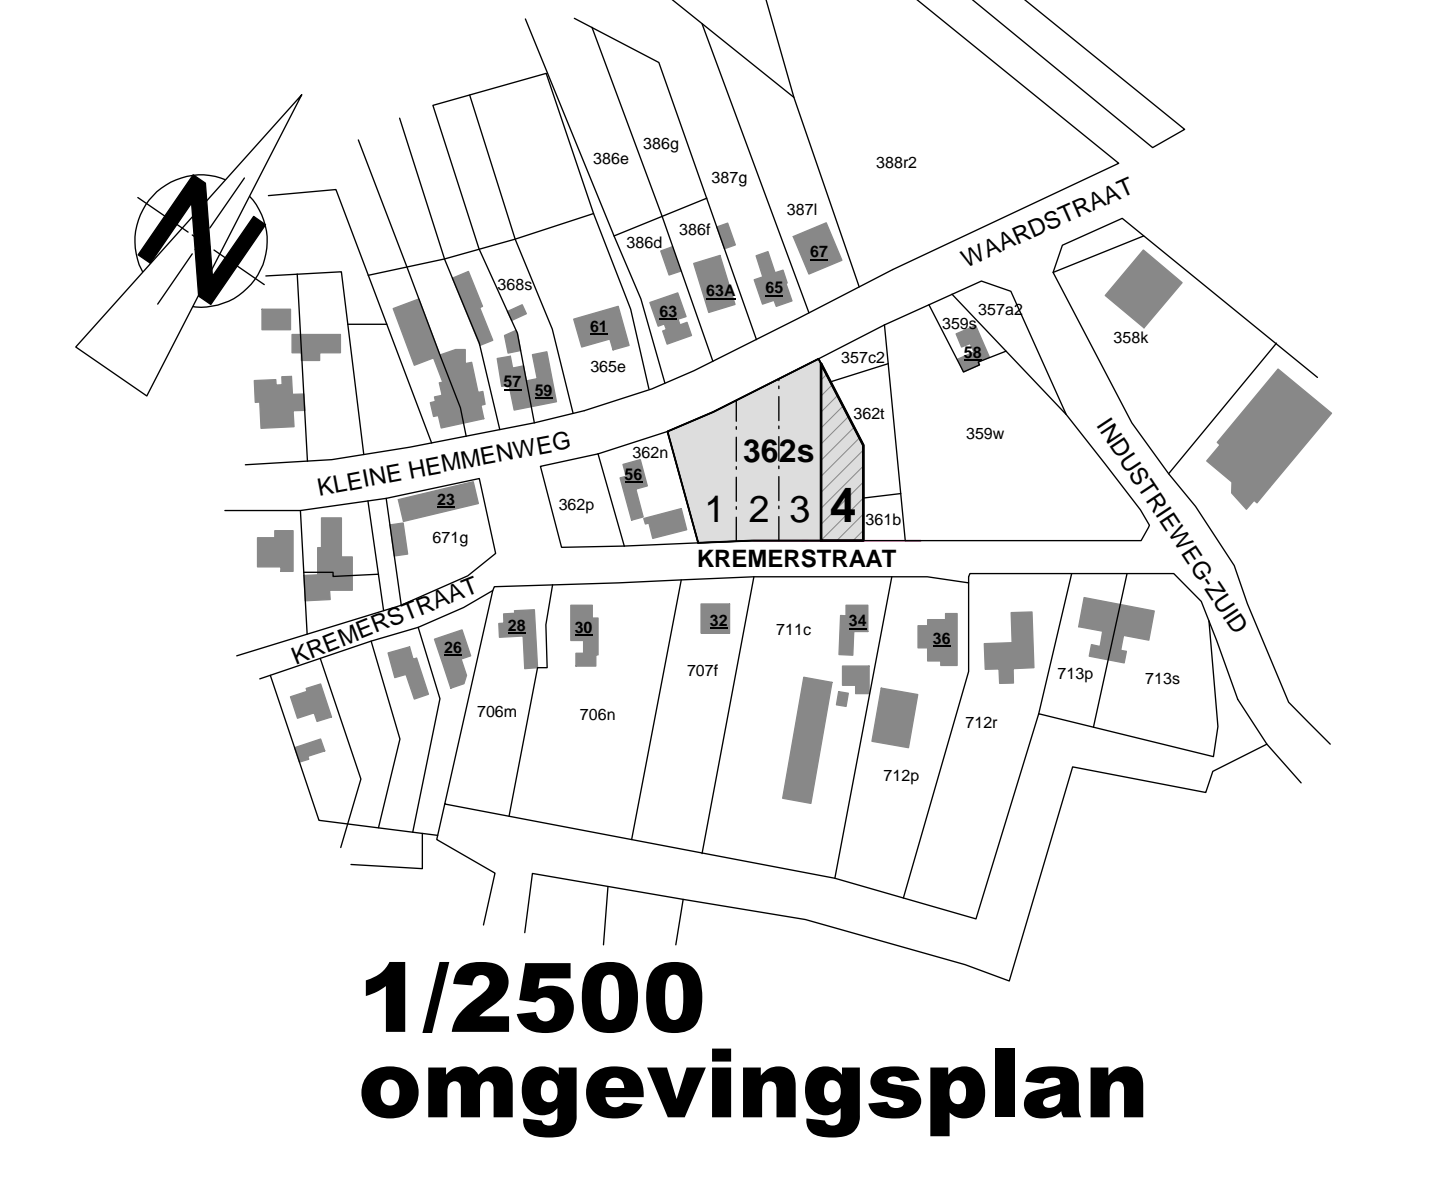 386e
386g
387g
388r2
387l
386d
386f
67
WAARDSTRAAT
368s
63A
65
63
61
365e
359s
357a2
358k
58
357c2
57
59
362t
359w
KLEINE HEMMENWEG
362n
362s
56
23
362p
1
2
3
4
361b
671g
INDUSTRIEWEG-ZUID
KREMERSTRAAT
KREMERSTRAAT
28
30
32
34
36
26
711c
707f
713p
713s
706m
706n
712r
712p
N
1/2500
omgevingsplan